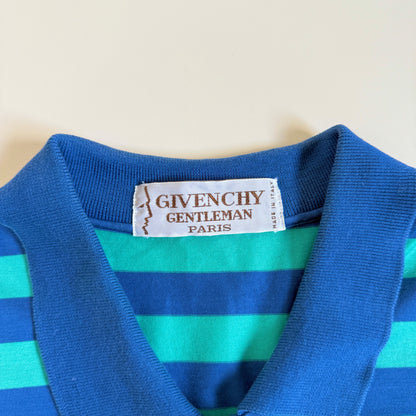 GIVENCHY
GENTLEMAN
PARIS
MADE IN ITALY